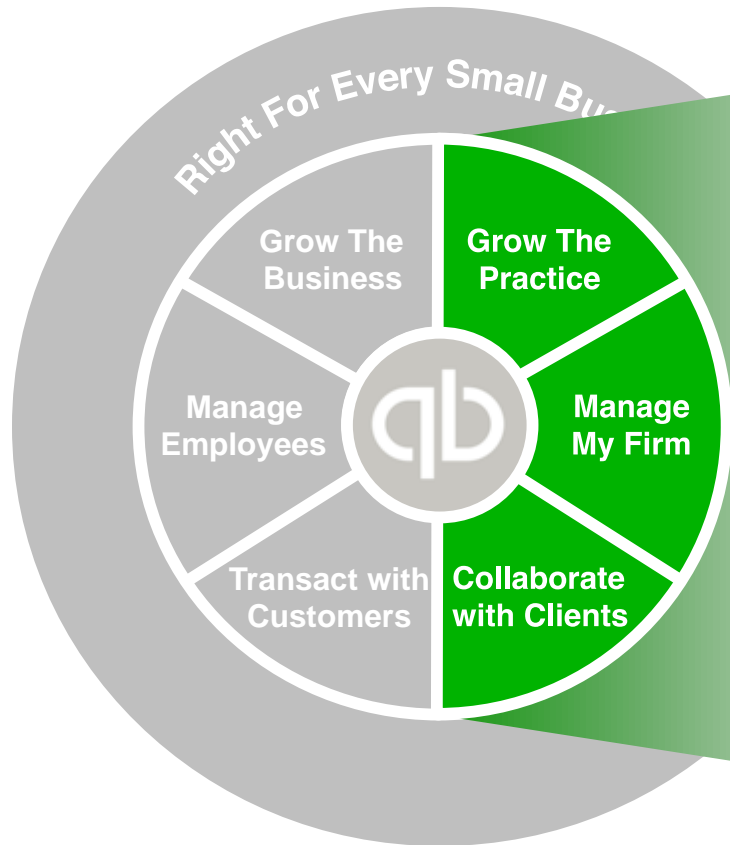 Right For Every Small
Grow The
Business
Grow The
Practice
Manage
Employees
qb
Manage
My Firm
Transact with
Customers
Collaborate
with Clients